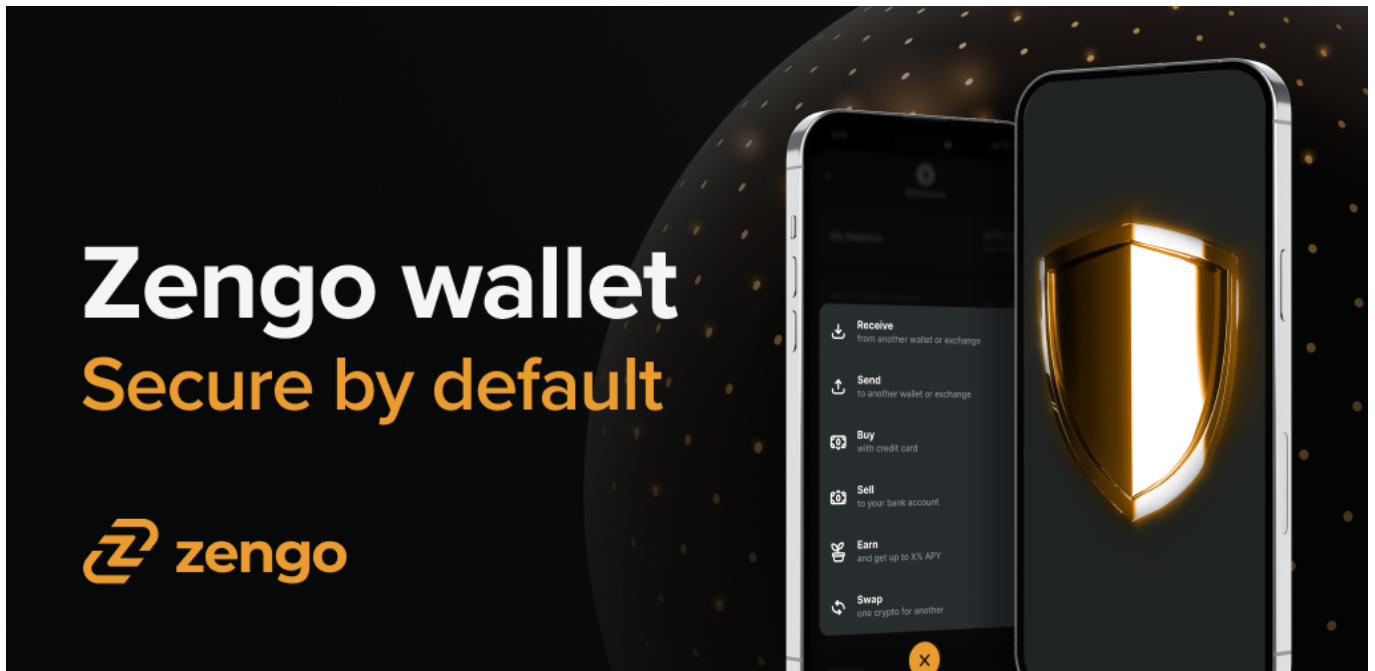 Zengo wallet
Secure by default
zengo
My Balance
Receive
from another wallet or exchange
Send
to another wallet or exchange
Buy
with credit card
Sell
to your bank account
Earn
and get up to X% APY
Swap
one crypto for another